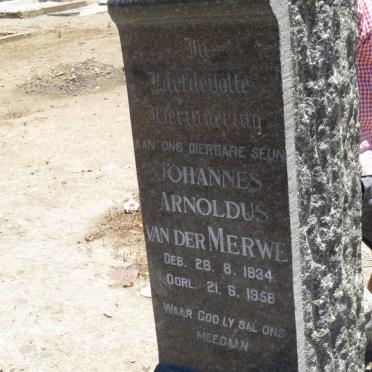 In
Liefdevolle
Herinnering
AAN ONS DIERBARE SEUN
JOHANNES
ARNOLDUS
VAN DER MERWE
GEB. 26. 8. 1934
OORL. 21. 6. 1958
WAAR GOD LY SAL ONS
MEEGAAN